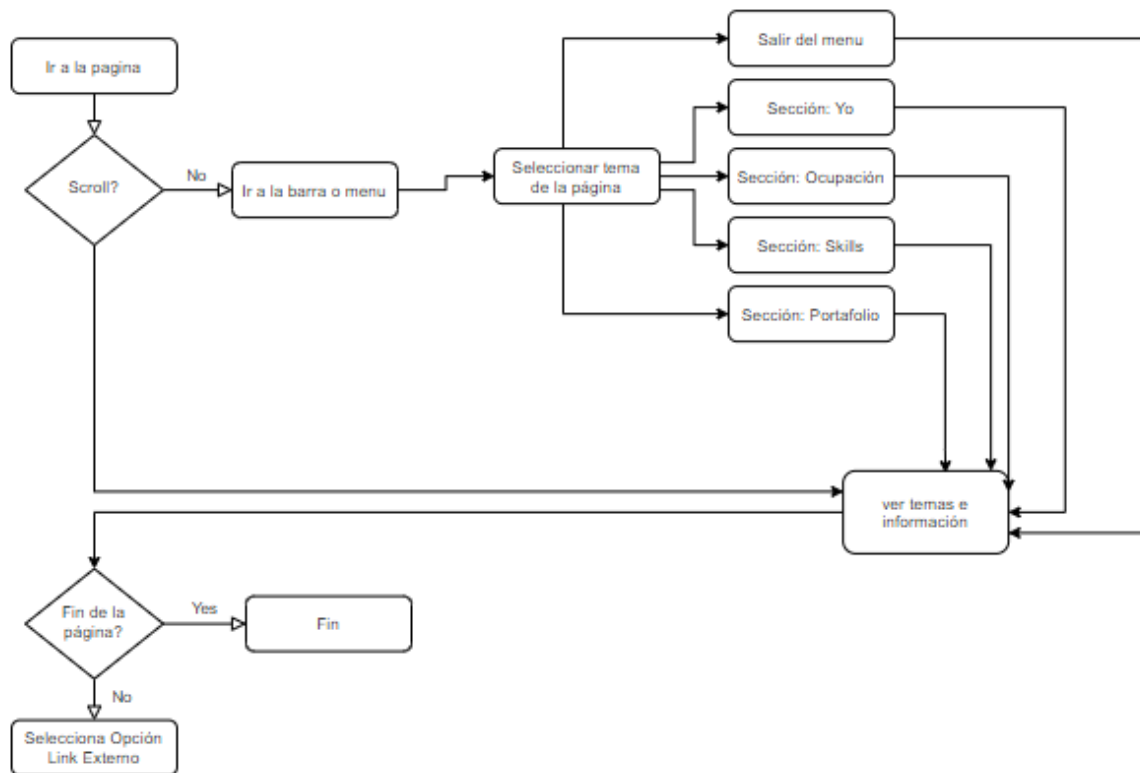 Ir a la pagina
Scroll?
No
Ir a la barra o menu
Seleccionar tema
de la página
Salir del menu
Sección: Yo
Sección: Ocupación
Sección: Skills
Sección: Portafolio
ver temas e
información
Fin de la
página?
Yes
Fin
No
Selecciona Opción
Link Externo